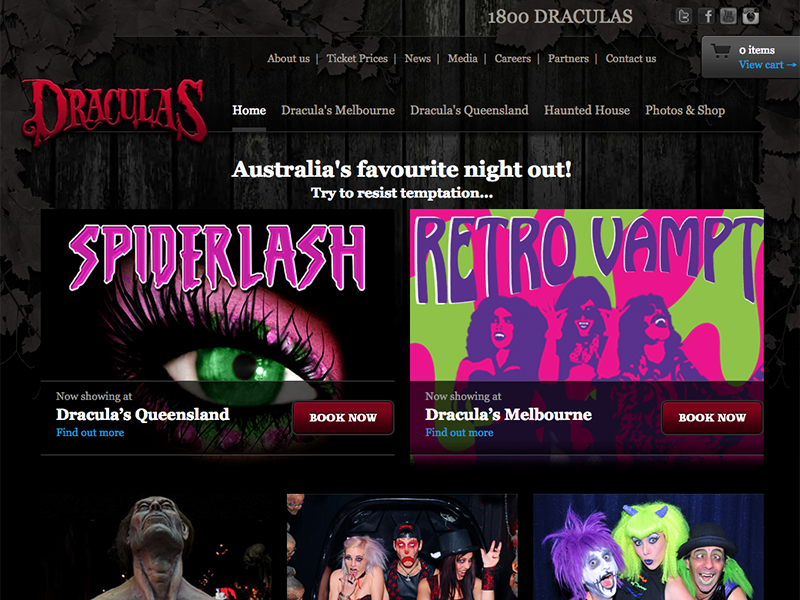 1800 DRACULAS
0 items
View cart →
About us | Ticket Prices | News | Media | Careers | Partners | Contact us
DRACULAS
Home Dracula's Melbourne Dracula's Queensland Haunted House Photos & Shop
Australia's favourite night out!
Try to resist temptation...
SPIDERLASH
Now showing at
Dracula's Queensland
Find out more
BOOK NOW
RETRO VAMPT
Now showing at
Dracula's Melbourne
Find out more
BOOK NOW